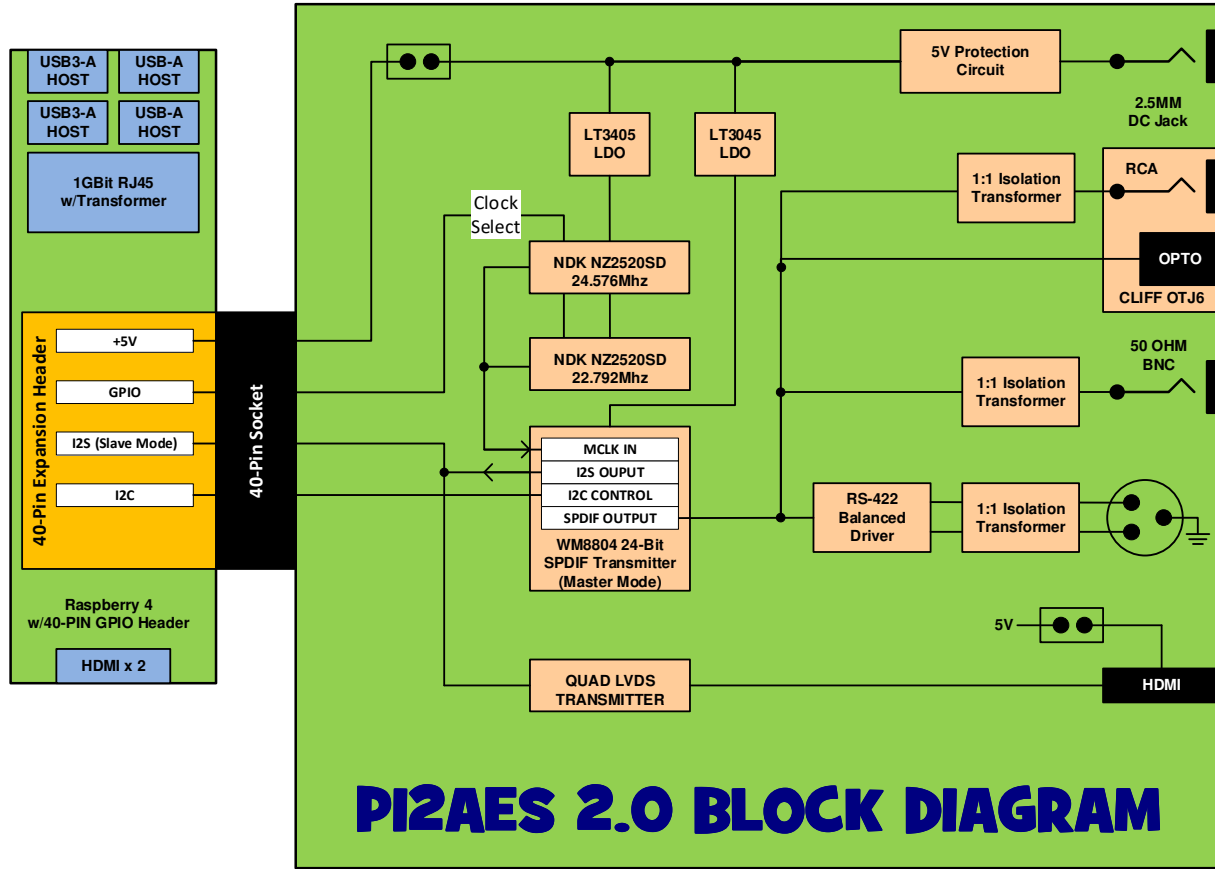 USB3-A
HOST
USB-A
HOST
USB3-A
HOST
USB-A
HOST
1GBit RJ45
w/Transformer
40-Pin Expansion Header
+5V
GPIO
I2S (Slave Mode)
I2C
40-Pin Socket
Raspberry 4
w/40-PIN GPIO Header
HDMI x 2
5V Protection
Circuit
2.5MM
DC Jack
LT3405
LDO
LT3045
LDO
Clock
Select
1:1 Isolation
Transformer
RCA
OPTO
CLIFF OTJ6
NDK NZ2520SD
24.576Mhz
NDK NZ2520SD
22.792Mhz
50 OHM
BNC
1:1 Isolation
Transformer
MCLK IN
I2S OUPUT
I2C CONTROL
SPDIF OUTPUT
WM8804 24-Bit
SPDIF Transmitter
(Master Mode)
RS-422
Balanced
Driver
1:1 Isolation
Transformer
5V
QUAD LVDS
TRANSMITTER
HDMI
PI2AES 2.0 BLOCK DIAGRAM